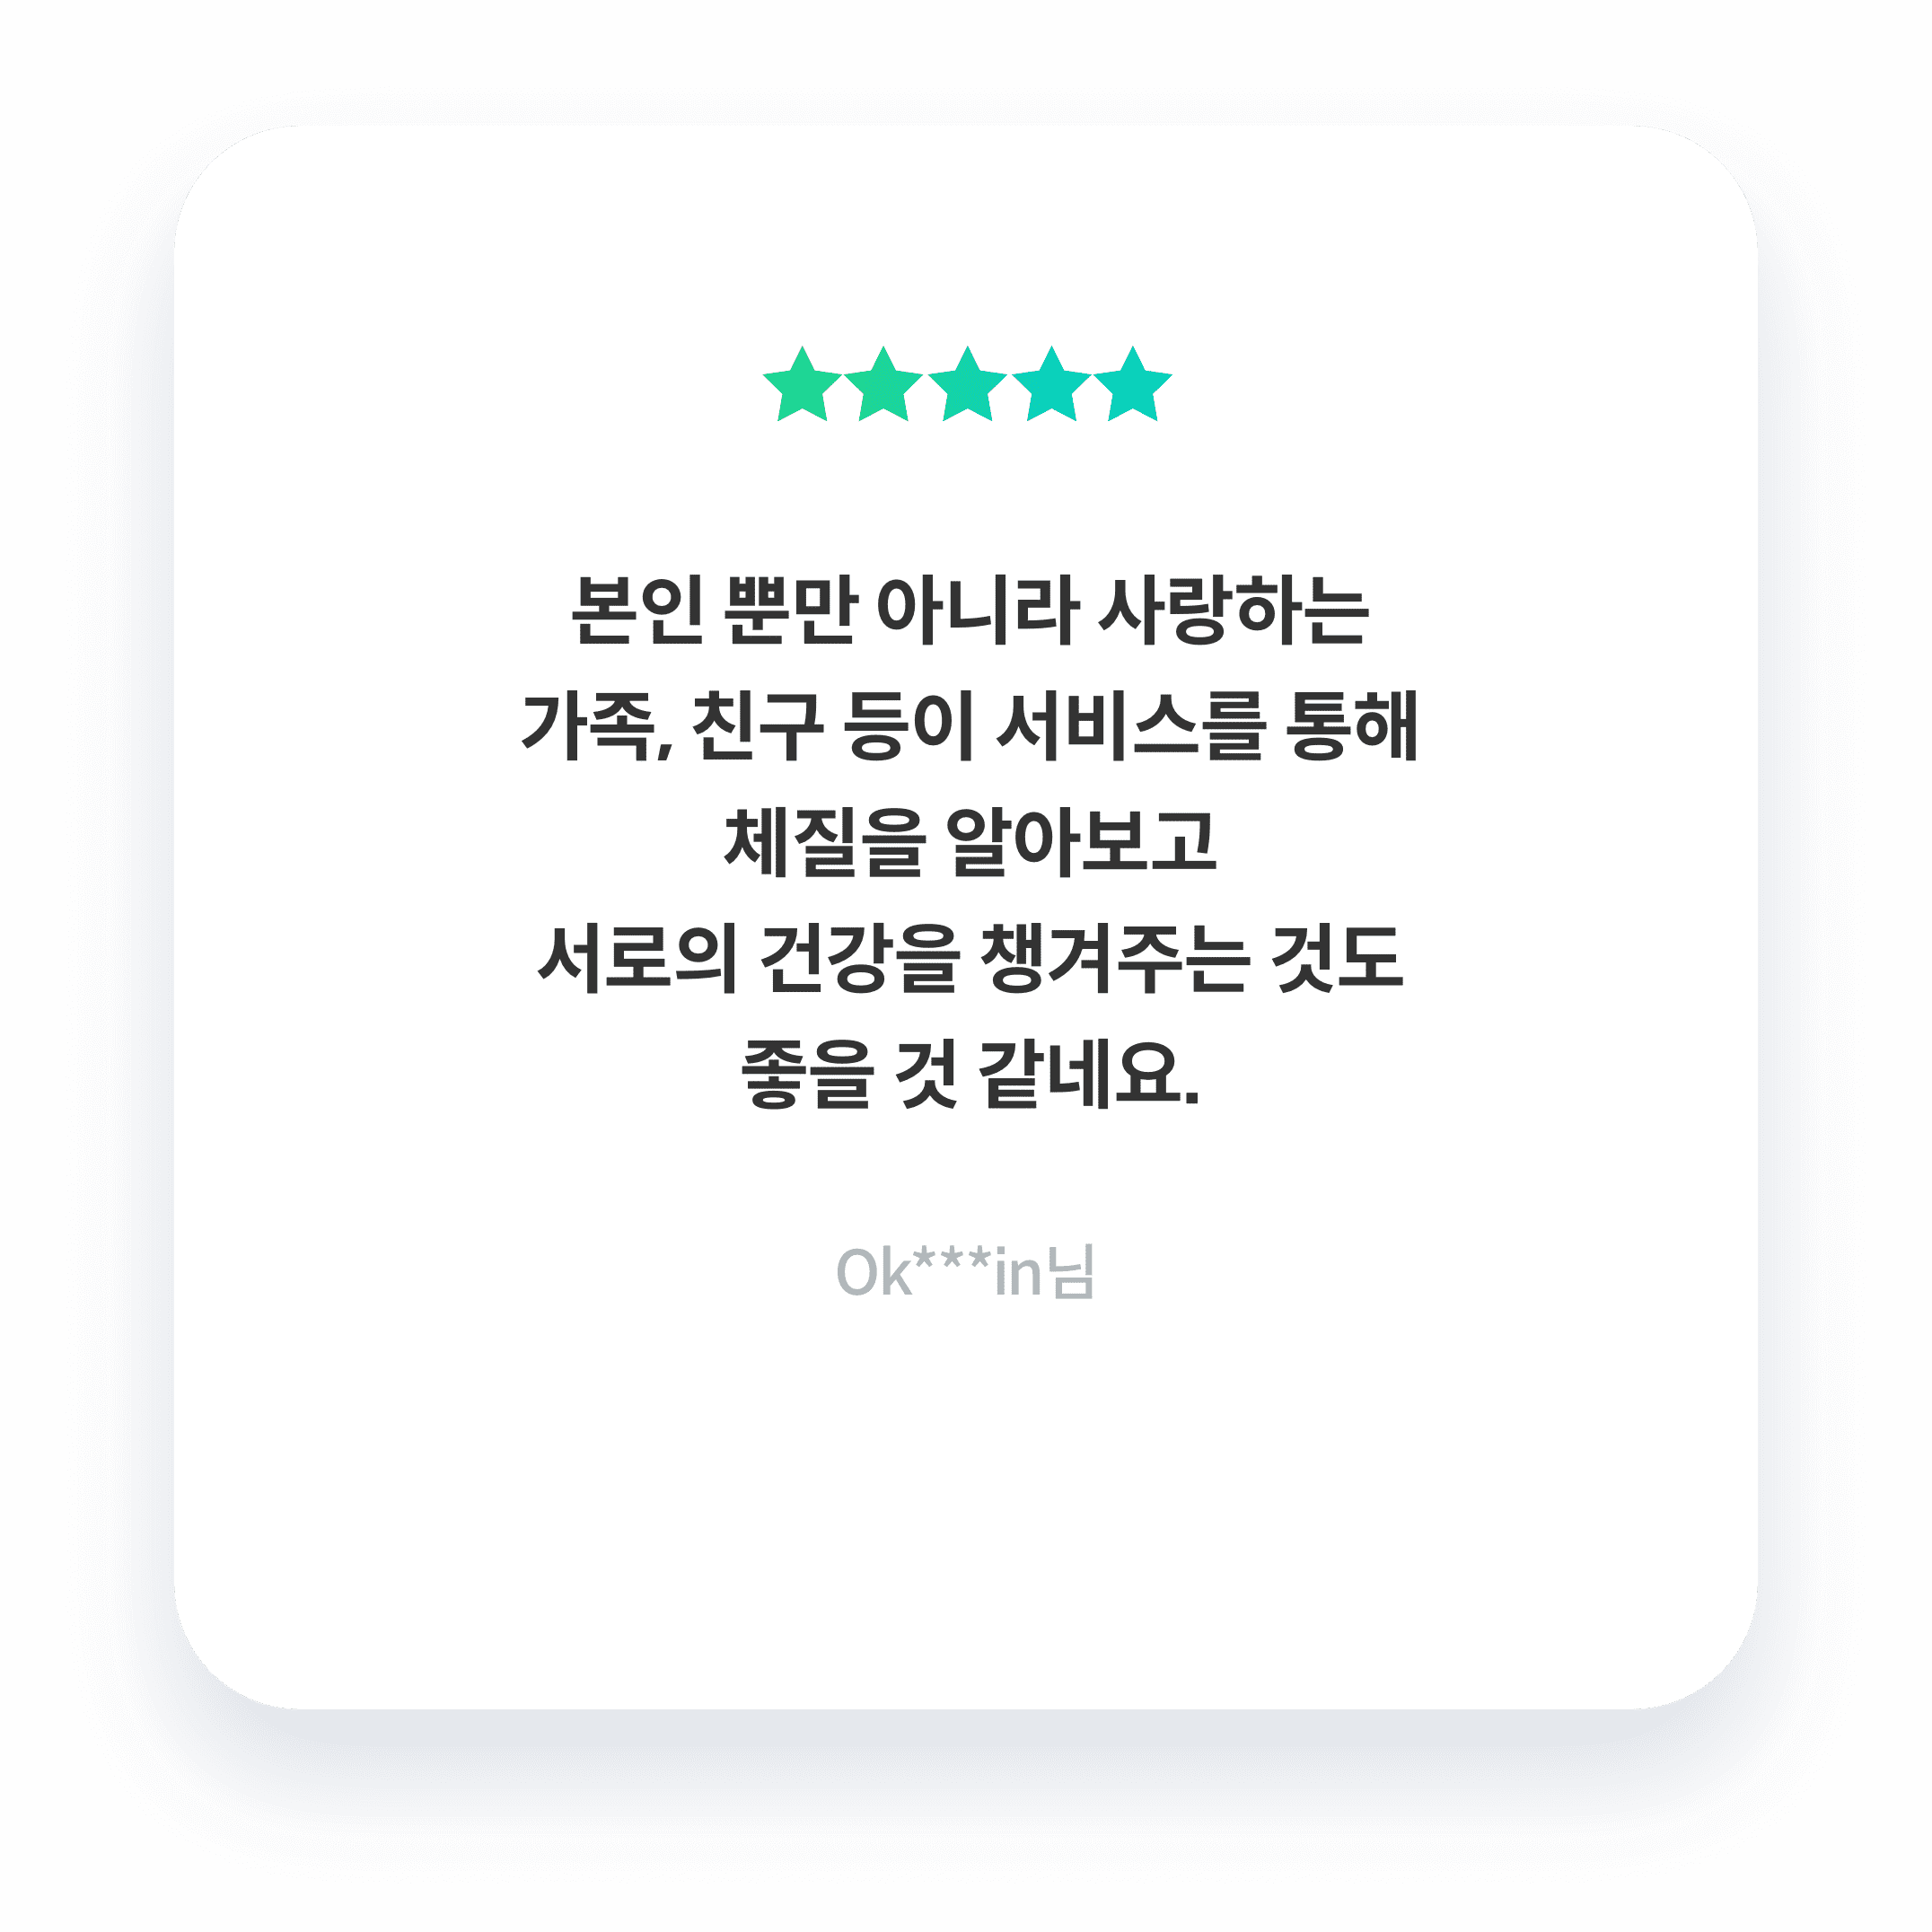 본인 뿐만 아니라 사랑하는
가족, 친구 등이 서비스를 통해
체질을 알아보고
서로의 건강을 챙겨주는 것도
좋을 것 같네요.
Ok***in님